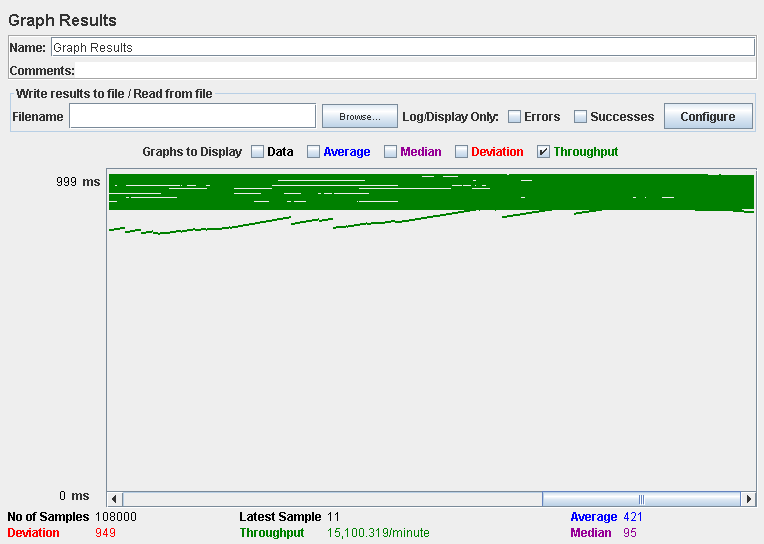 Graph Results
Name: Graph Results
Comments:
Write results to file / Read from file
Filename Browse... Log/Display Only: Errors Successes Configure
Graphs to Display Data Average Median Deviation Throughput
999 ms
0 ms
No of Samples 108000 Latest Sample 11 Average 421
Deviation 949 Throughput 15,100.319/minute Median 95